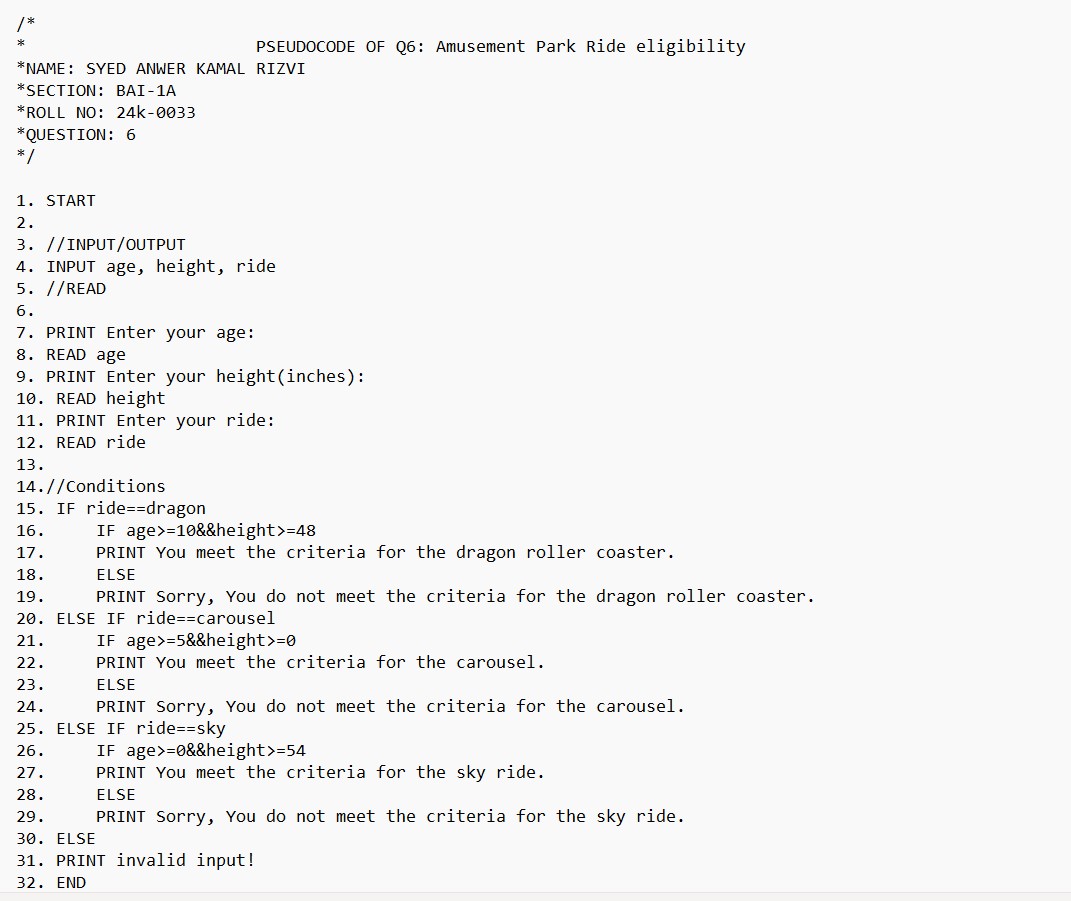 /*
* PSEUDOCODE OF Q6: Amusement Park Ride eligibility
*NAME: SYED ANWER KAMAL RIZVI
*SECTION: BAI-1A
*ROLL NO: 24k-0033
*QUESTION: 6
*/
1. START
2.
3. //INPUT/OUTPUT
4. INPUT age, height, ride
5. //READ
6.
7. PRINT Enter your age:
8. READ age
9. PRINT Enter your height(inches):
10. READ height
11. PRINT Enter your ride:
12. READ ride
13.
14.//Conditions
15. IF ride==dragon
16.     IF age>=10&&height>=48
17.     PRINT You meet the criteria for the dragon roller coaster.
18.     ELSE
19.     PRINT Sorry, You do not meet the criteria for the dragon roller coaster.
20. ELSE IF ride==carousel
21.     IF age>=5&&height>=0
22.     PRINT You meet the criteria for the carousel.
23.     ELSE
24.     PRINT Sorry, You do not meet the criteria for the carousel.
25. ELSE IF ride==sky
26.     IF age>=0&&height>=54
27.     PRINT You meet the criteria for the sky ride.
28.     ELSE
29.     PRINT Sorry, You do not meet the criteria for the sky ride.
30. ELSE
31. PRINT invalid input!
32. END